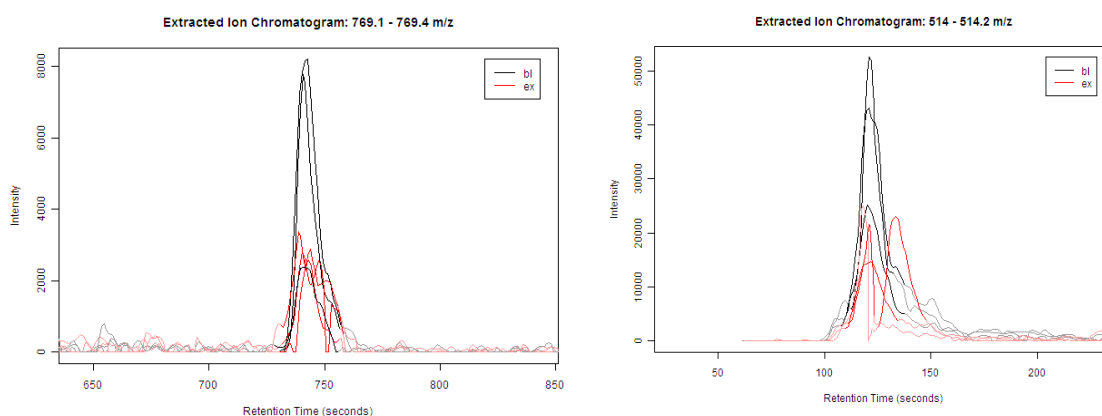 Extracted Ion Chromatogram: 769.1 - 769.4 m/z
8000
6000
4000
2000
0
Intensity
bl
ex
650
700
750
800
850
Retention Time (seconds)
Extracted Ion Chromatogram: 514 - 514.2 m/z
50000
40000
30000
20000
10000
0
Intensity
bl
ex
50
100
150
200
Retention Time (seconds)